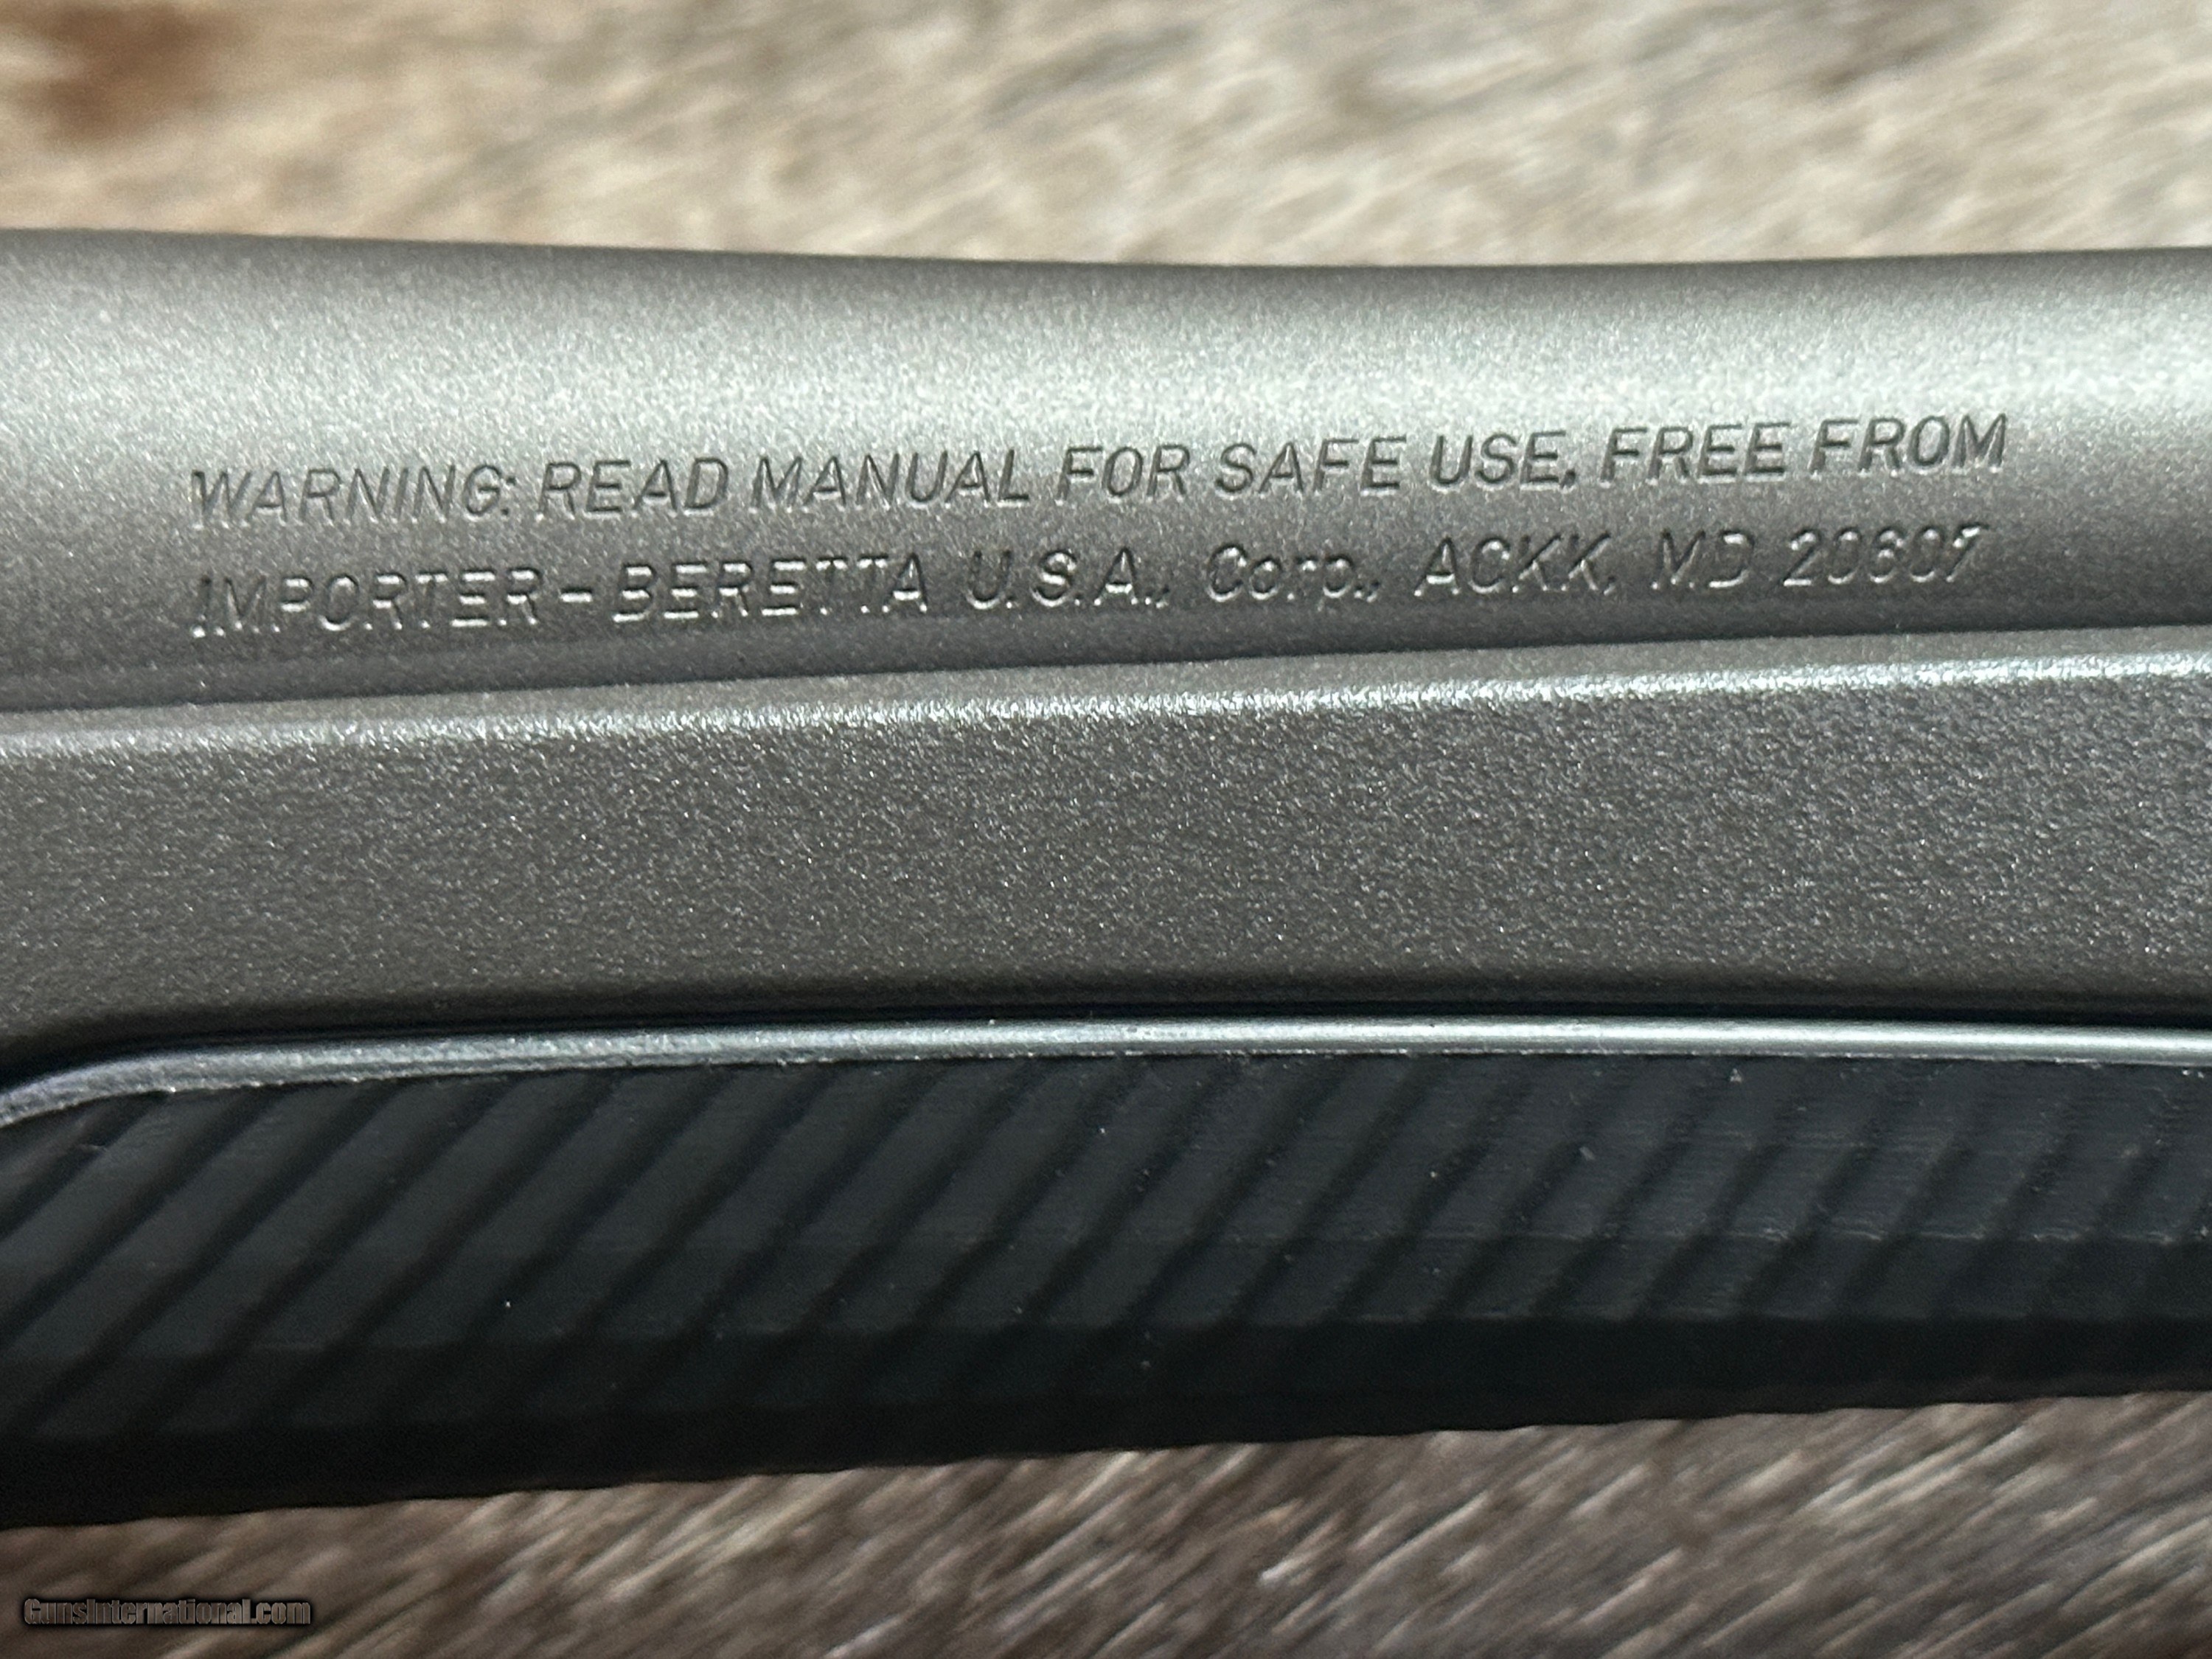 WARNING: READ MANUAL FOR SAFE USE, FREE FROM
IMPORTER-BERETTA U.S.A., Corp., ACKK, MD 20607
GunsInternational.com